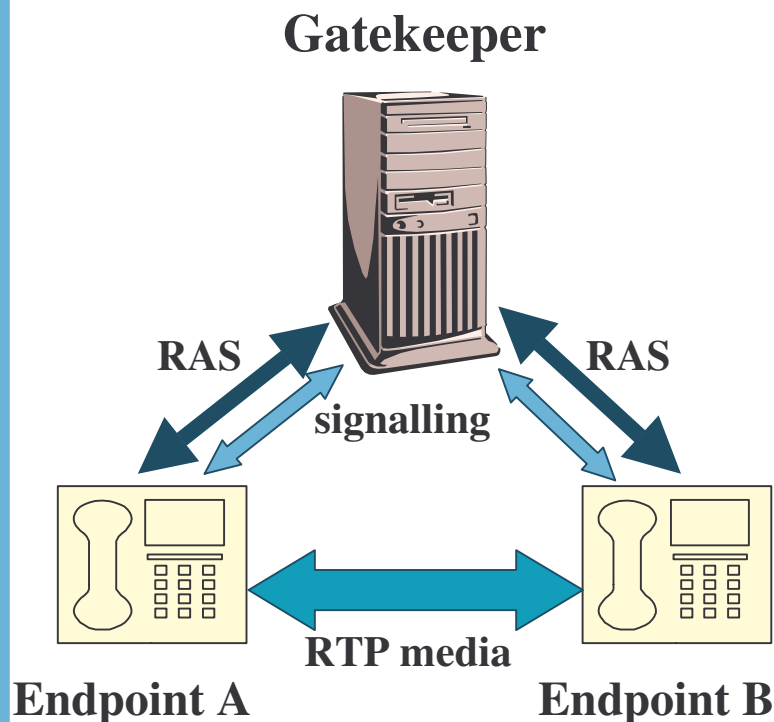 Gatekeeper
RAS
RAS
signalling
RTP media
Endpoint A
Endpoint B